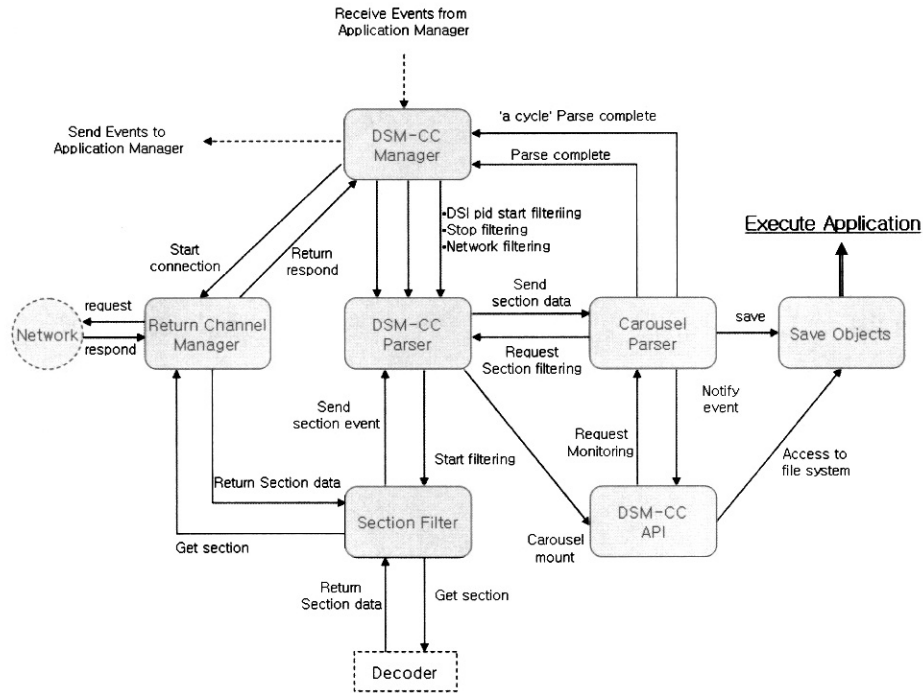 Receive Events from
Application Manager
Send Events to
Application Manager
DSM-CC
Manager
'a cycle' Parse complete
Parse complete
•DSI pid start filteriing
•Stop filtering
•Network filtering
Execute Application
Start
connection
Return
respond
Send
section data
Network
request
respond
Return Channel
Manager
DSM-CC
Parser
Carousel
Parser
save
Save Objects
Request
Section filtering
Send
section event
Start filtering
Request
Monitoring
Notify
event
Access to
file system
Return Section data
Get section
Section Filter
Carousel
mount
DSM-CC
API
Return
Section data
Get section
Decoder